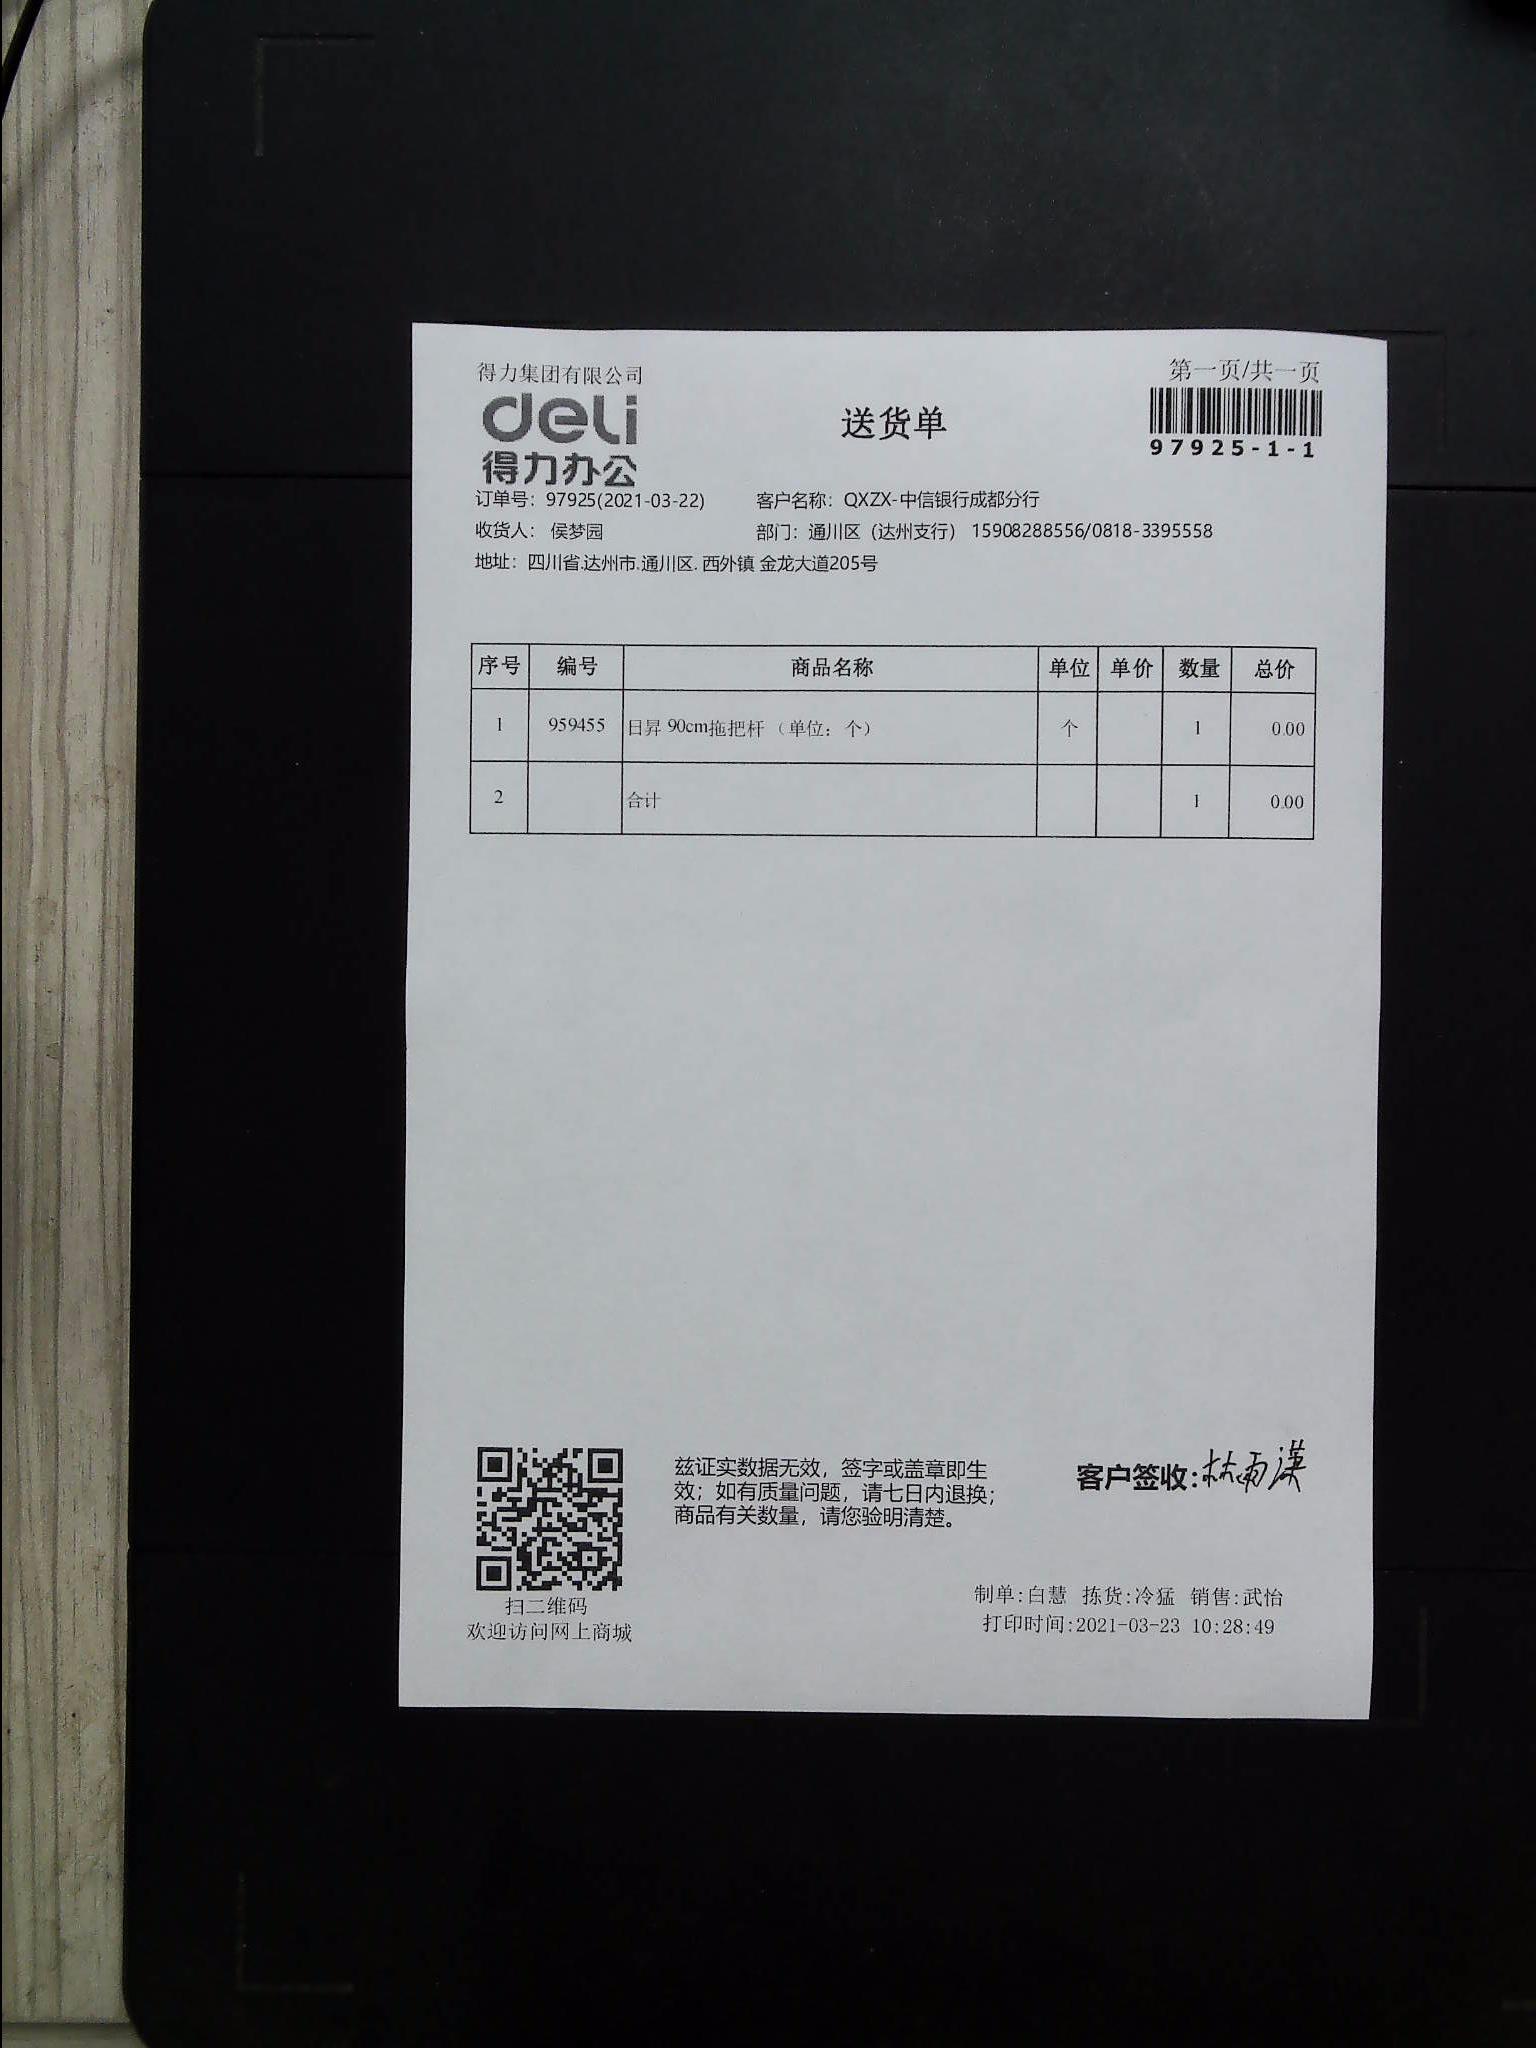 得力集团有限公司
第一页/共一页
deli
得力办公
送货单
97925-1-1
订单号：97925(2021-03-22) 客户名称：QXZX-中信银行成都分行
收货人： 侯梦园 部门：通川区（达州支行） 15908288556/0818-3395558
地址：四川省.达州市.通川区. 西外镇 金龙大道205号
序号 编号 商品名称 单位 单价 数量 总价
1 959455 日昇 90cm拖把杆 （单位：个） 个 1 0.00
2 合计 1 0.00
兹证实数据无效，签字或盖章即生
效；如有质量问题，请七日内退换；
商品有关数量，请您验明清楚。
客户签收:林雨潇
扫二维码
欢迎访问网上商城
制单:白慧 拣货:冷猛 销售:武怡
打印时间:2021-03-23 10:28:49